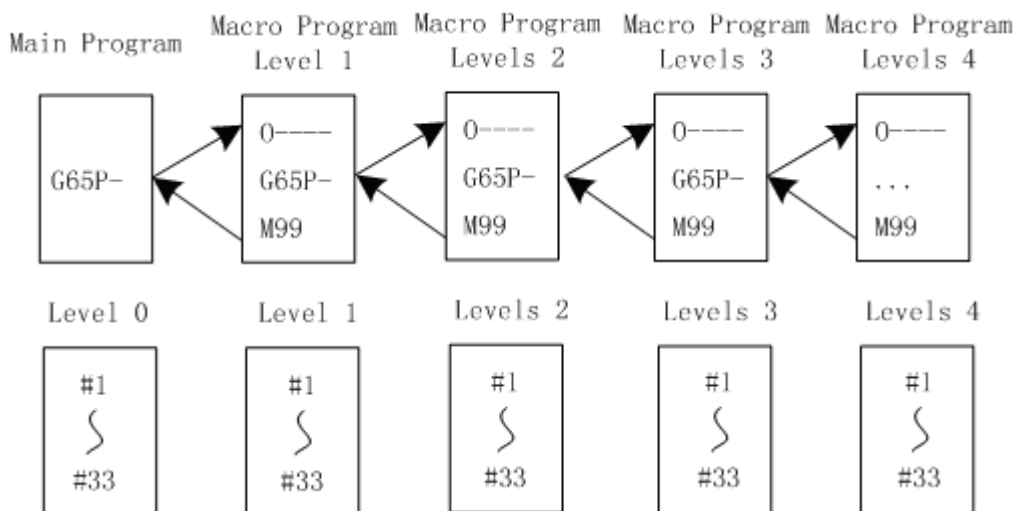 Main Program
Macro Program
Level 1
Macro Program
Levels 2
Macro Program
Levels 3
Macro Program
Levels 4
G65P-
O----
G65P-
M99
O----
G65P-
M99
O----
G65P-
M99
O----
...
M99
Level 0
Level 1
Levels 2
Levels 3
Levels 4
#1
#33
#1
#33
#1
#33
#1
#33
#1
#33